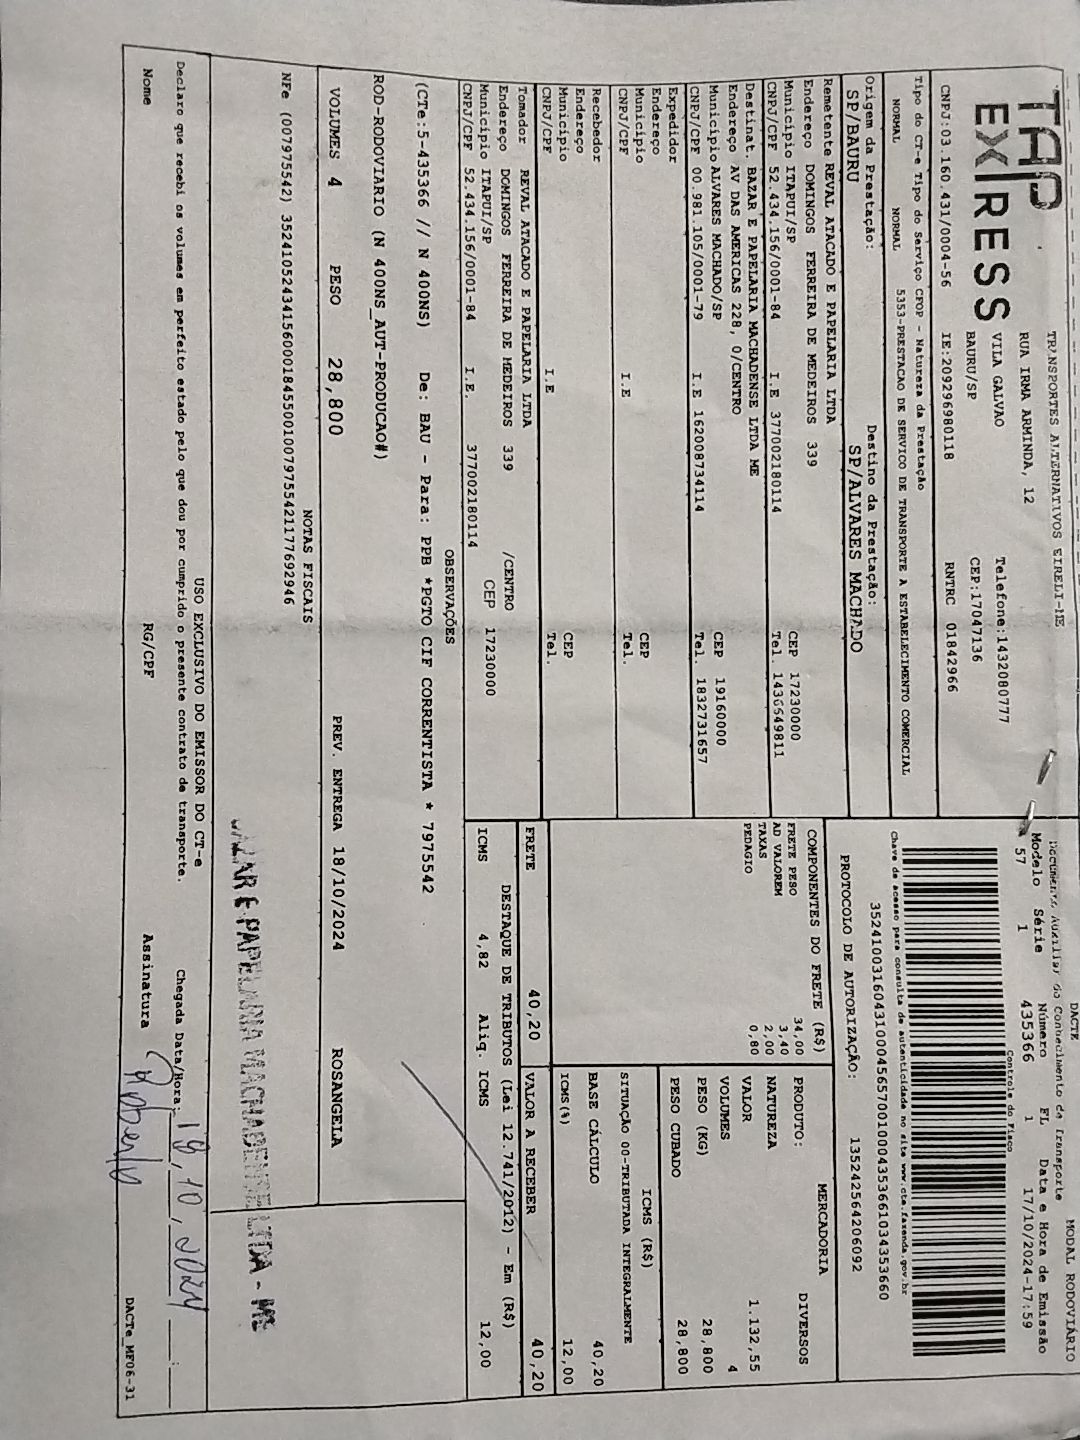 DACTE
MODAL RODOVIÁRIO
Documento Auxiliar do Conhecimento de Transporte
TAP EXPRESS
TRANSPORTES ALTERNATIVOS EIRELI-ME
RUA IRMA ARMINDA, 12
VILA GALVAO
BAURU/SP
Telefone:1432080777
CEP:17047136
CNPJ:03.160.431/0004-56 IE:209296980118 RNTRC 01842966
Modelo Série Número FL Data e Hora de Emissão
57 1 435366 1 17/10/2024-17:59
Controle do Fisco
Chave de acesso para consulta de autenticidade no site www.cte.fazenda.gov.br
35241003160431000456570010004353661034353660
PROTOCOLO DE AUTORIZAÇÃO: 135242564206092
Tipo do CT-e Tipo do Serviço CFOP - Natureza da Prestação
NORMAL NORMAL 5353-PRESTACAO DE SERVICO DE TRANSPORTE A ESTABELECIMENTO COMERCIAL
Origem da Prestação: Destino da Prestação:
SP/BAURU SP/ALVARES MACHADO
Remetente REVAL ATACADO E PAPELARIA LTDA
Endereço DOMINGOS FERREIRA DE MEDEIROS 339
Município ITAPUI/SP CEP 17230000
CNPJ/CPF 52.434.156/0001-84 I.E 377002180114 Tel. 1436649811
Destinat. BAZAR E PAPELARIA MACHADENSE LTDA ME
Endereço AV DAS AMERICAS 228, 0/CENTRO
Município ALVARES MACHADO/SP CEP 19160000
CNPJ/CPF 00.981.105/0001-79 I.E 162008734114 Tel. 1832731657
Expedidor
Endereço
Município CEP
CNPJ/CPF I.E Tel.
Recebedor
Endereço
Município CEP
CNPJ/CPF I.E Tel.
Tomador REVAL ATACADO E PAPELARIA LTDA
Endereço DOMINGOS FERREIRA DE MEDEIROS 339 /CENTRO
Município ITAPUI/SP CEP 17230000
CNPJ/CPF 52.434.156/0001-84 I.E. 377002180114
COMPONENTES DO FRETE (R$)
FRETE PESO 34,00
AD VALOREM 3,40
TAXAS 2,00
PEDAGIO 0,80
MERCADORIA
PRODUTO: DIVERSOS
NATUREZA
VALOR 1.132,55
VOLUMES 4
PESO (KG) 28,800
PESO CUBADO 28,800
ICMS (R$)
SITUAÇÃO 00-TRIBUTADA INTEGRALMENTE
BASE CÁLCULO 40,20
ICMS (%) 12,00
FRETE 40,20 VALOR A RECEBER 40,20
DESTAQUE DE TRIBUTOS (Lei 12.741/2012) - Em (R$)
ICMS 4,82 Aliq. ICMS 12,00
OBSERVAÇÕES
(CTe:5-435366 // N 400NS) De: BAU - Para: PPB *PGTO CIF CORRENTISTA * 7975542
ROD-RODOVIARIO (N 400NS_AUT-PRODUCAO#)
VOLUMES 4 PESO 28,800 PREV. ENTREGA 18/10/2024 ROSANGELA
NOTAS FISCAIS
NFe (007975542) 35241052434156000184550010079755421177692946
BAZAR E PAPELARIA MACHADENSE LTDA - ME
USO EXCLUSIVO DO EMISSOR DO CT-e
Declaro que recebi os volumes em perfeito estado pelo que dou por cumprido o presente contrato de transporte. Chegada Data/Hora: 18,10,2024
Nome RG/CPF Assinatura Roberto
DACTe_MF06-31